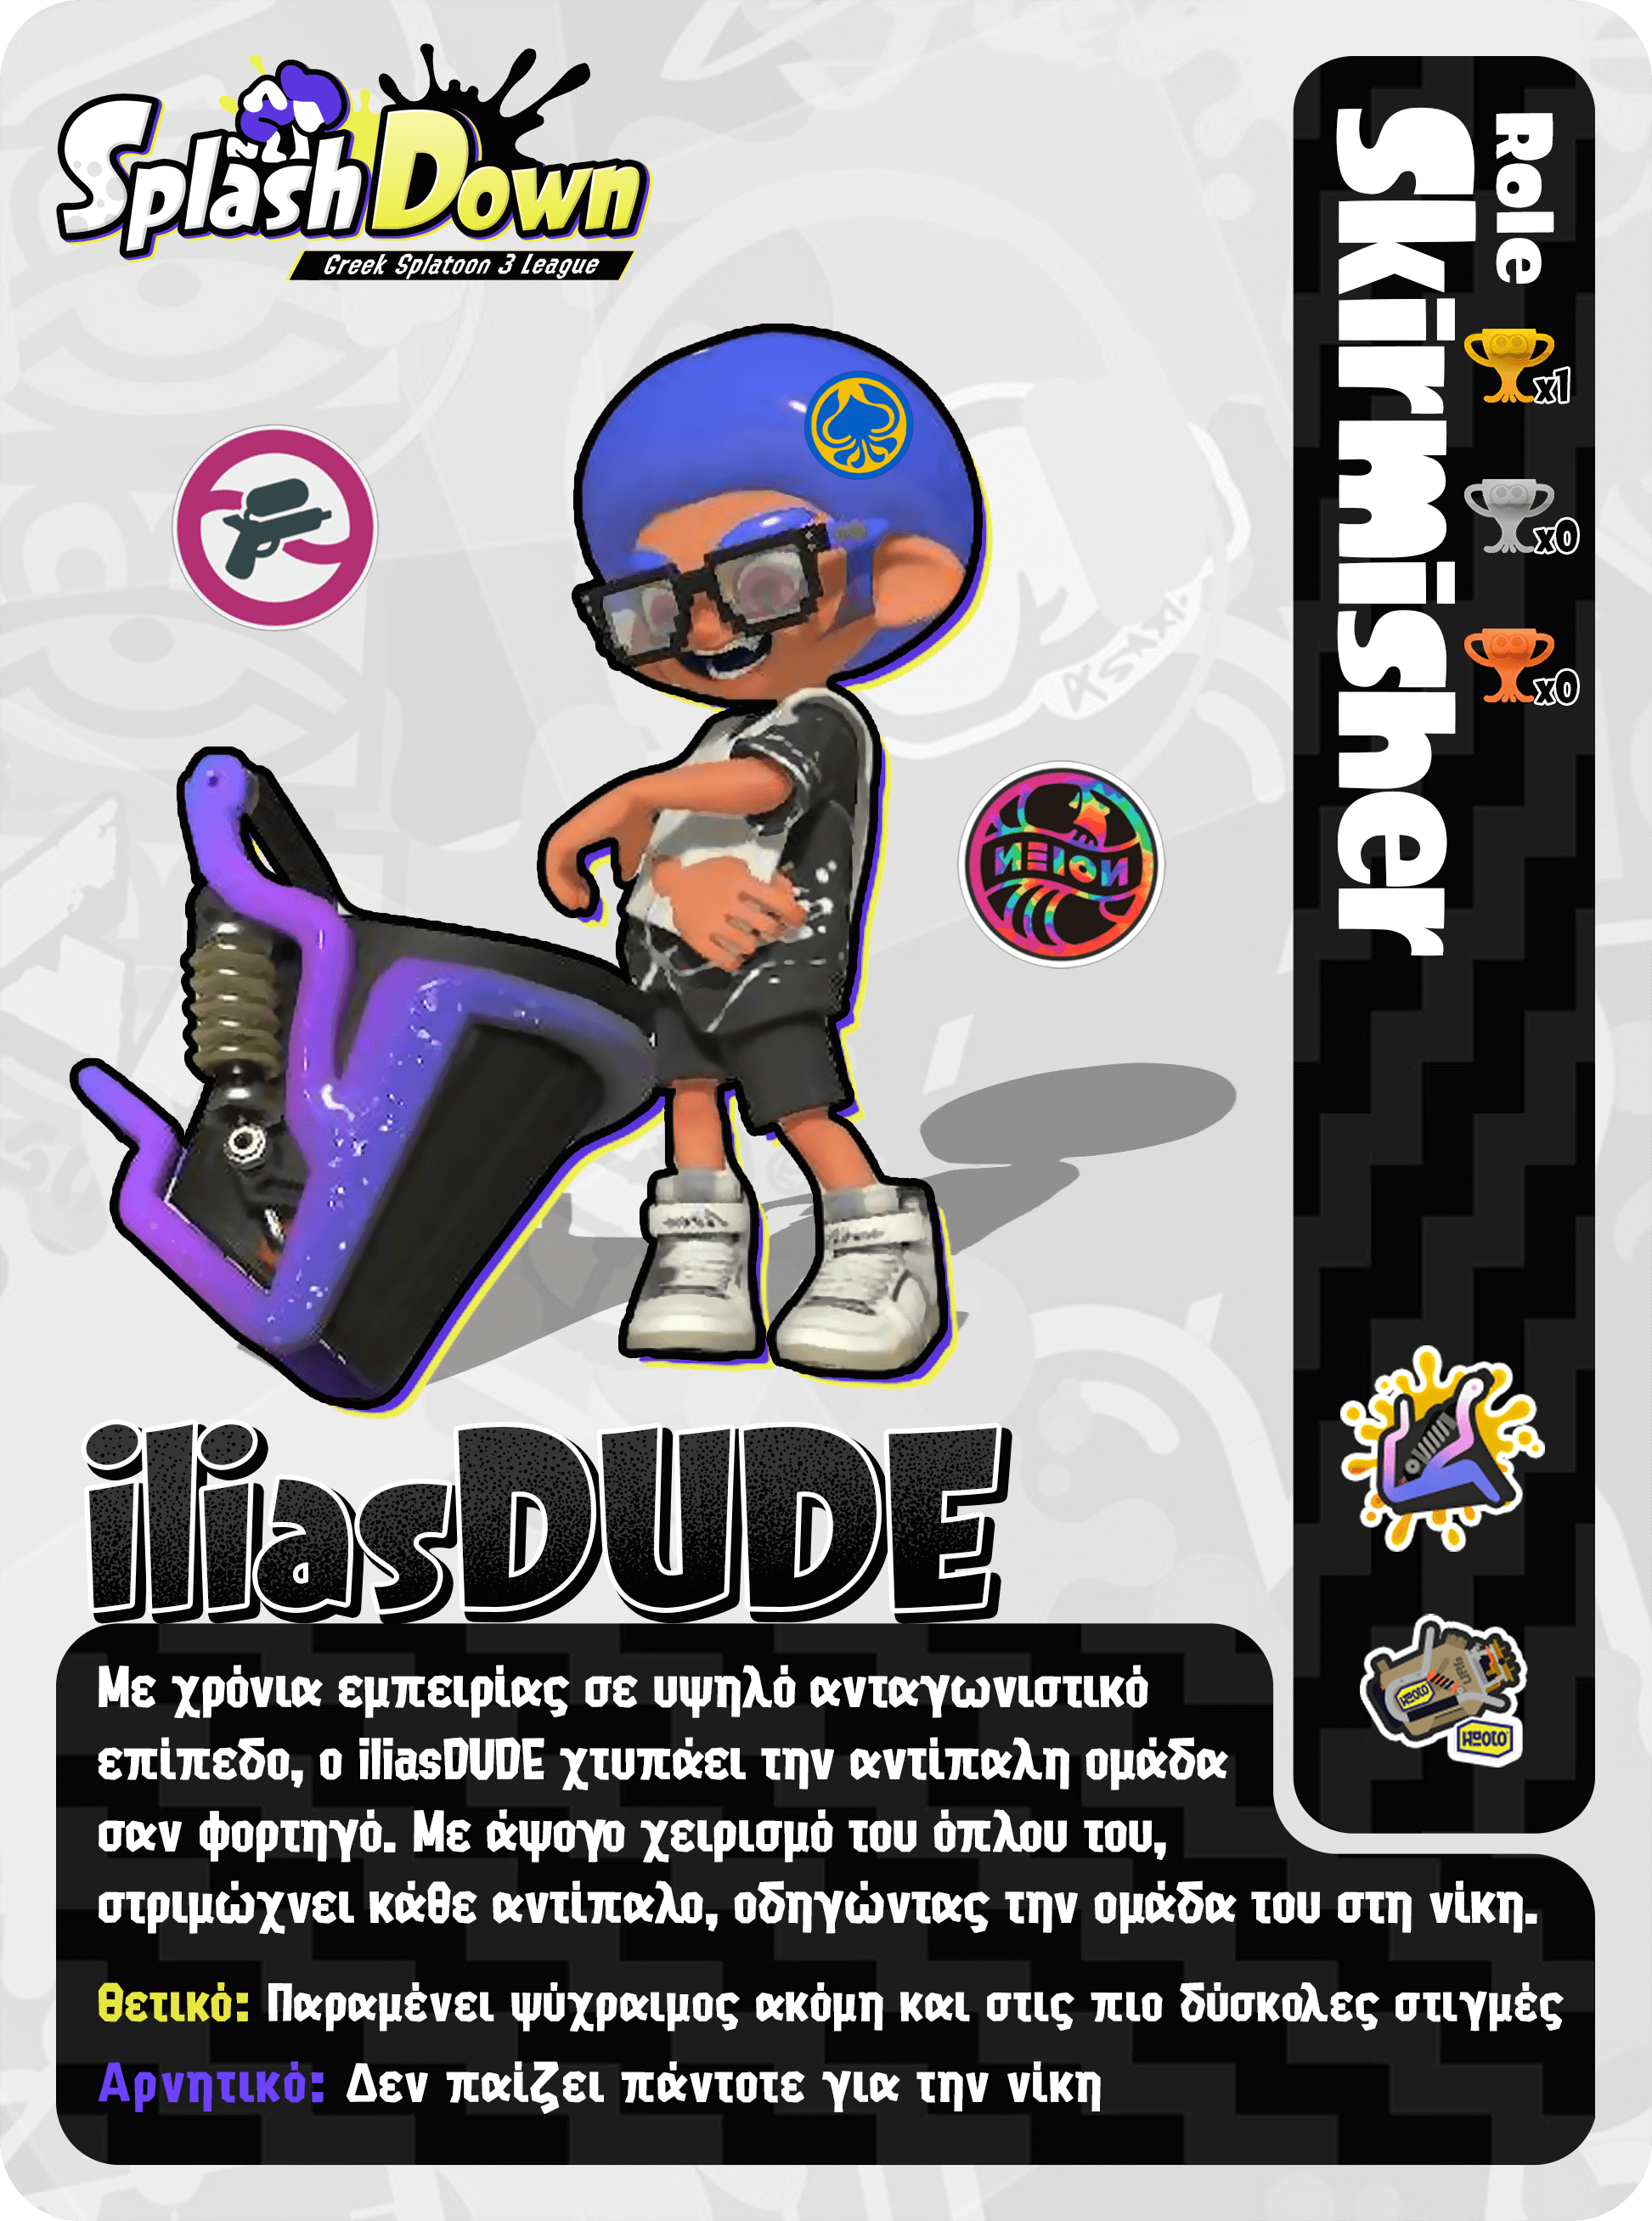 SplashDown
Greek Splatoon 3 League
Role
Skirmisher
x1
x0
x0
iliasDUDE
Με χρόνια εμπειρίας σε υψηλό ανταγωνιστικό
επίπεδο, ο iliasDUDE χτυπάει την αντίπαλη ομάδα
σαν φορτηγό. Με άψογο χειρισμό του όπλου του,
στριμώχνει κάθε αντίπαλο, οδηγώντας την ομάδα του στη νίκη.
Θετικό: Παραμένει ψύχραιμος ακόμη και στις πιο δύσκολες στιγμές
Αρνητικό: Δεν παίζει πάντοτε για την νίκη